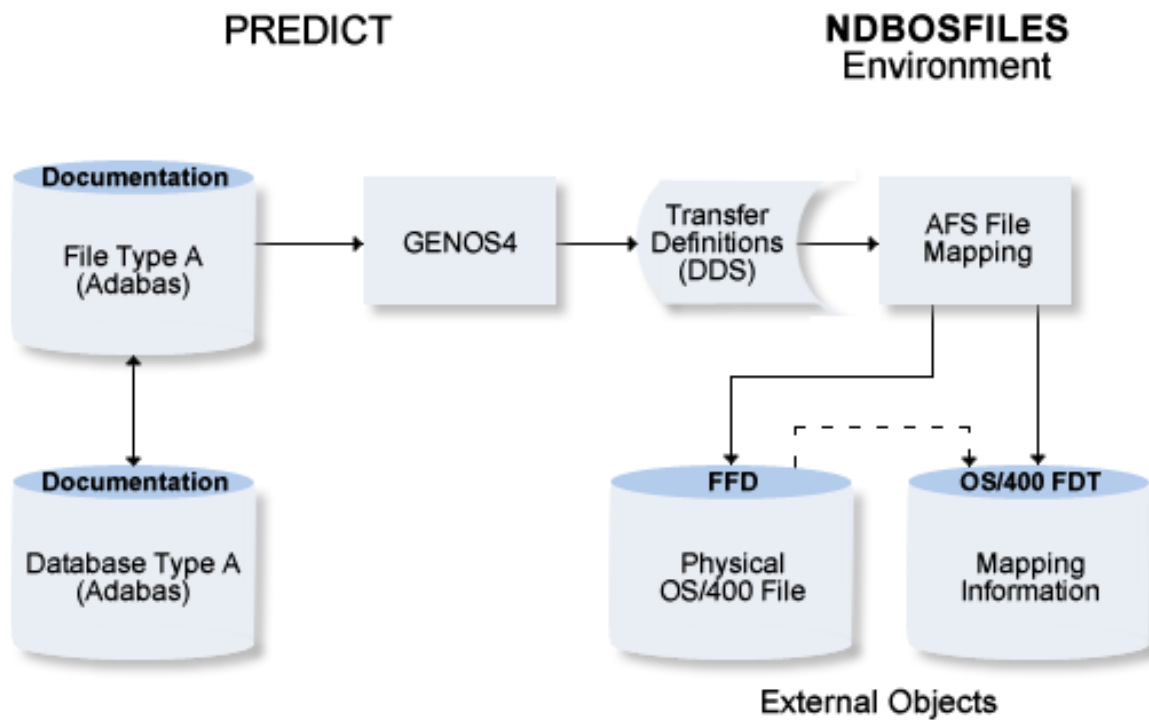 PREDICT
NDBOSFILES
Environment
Documentation
File Type A
(Adabas)
GENOS4
Transfer
Definitions
(DDS)
AFS File
Mapping
Documentation
Database Type A
(Adabas)
FFD
Physical
OS/400 File
OS/400 FDT
Mapping
Information
External Objects